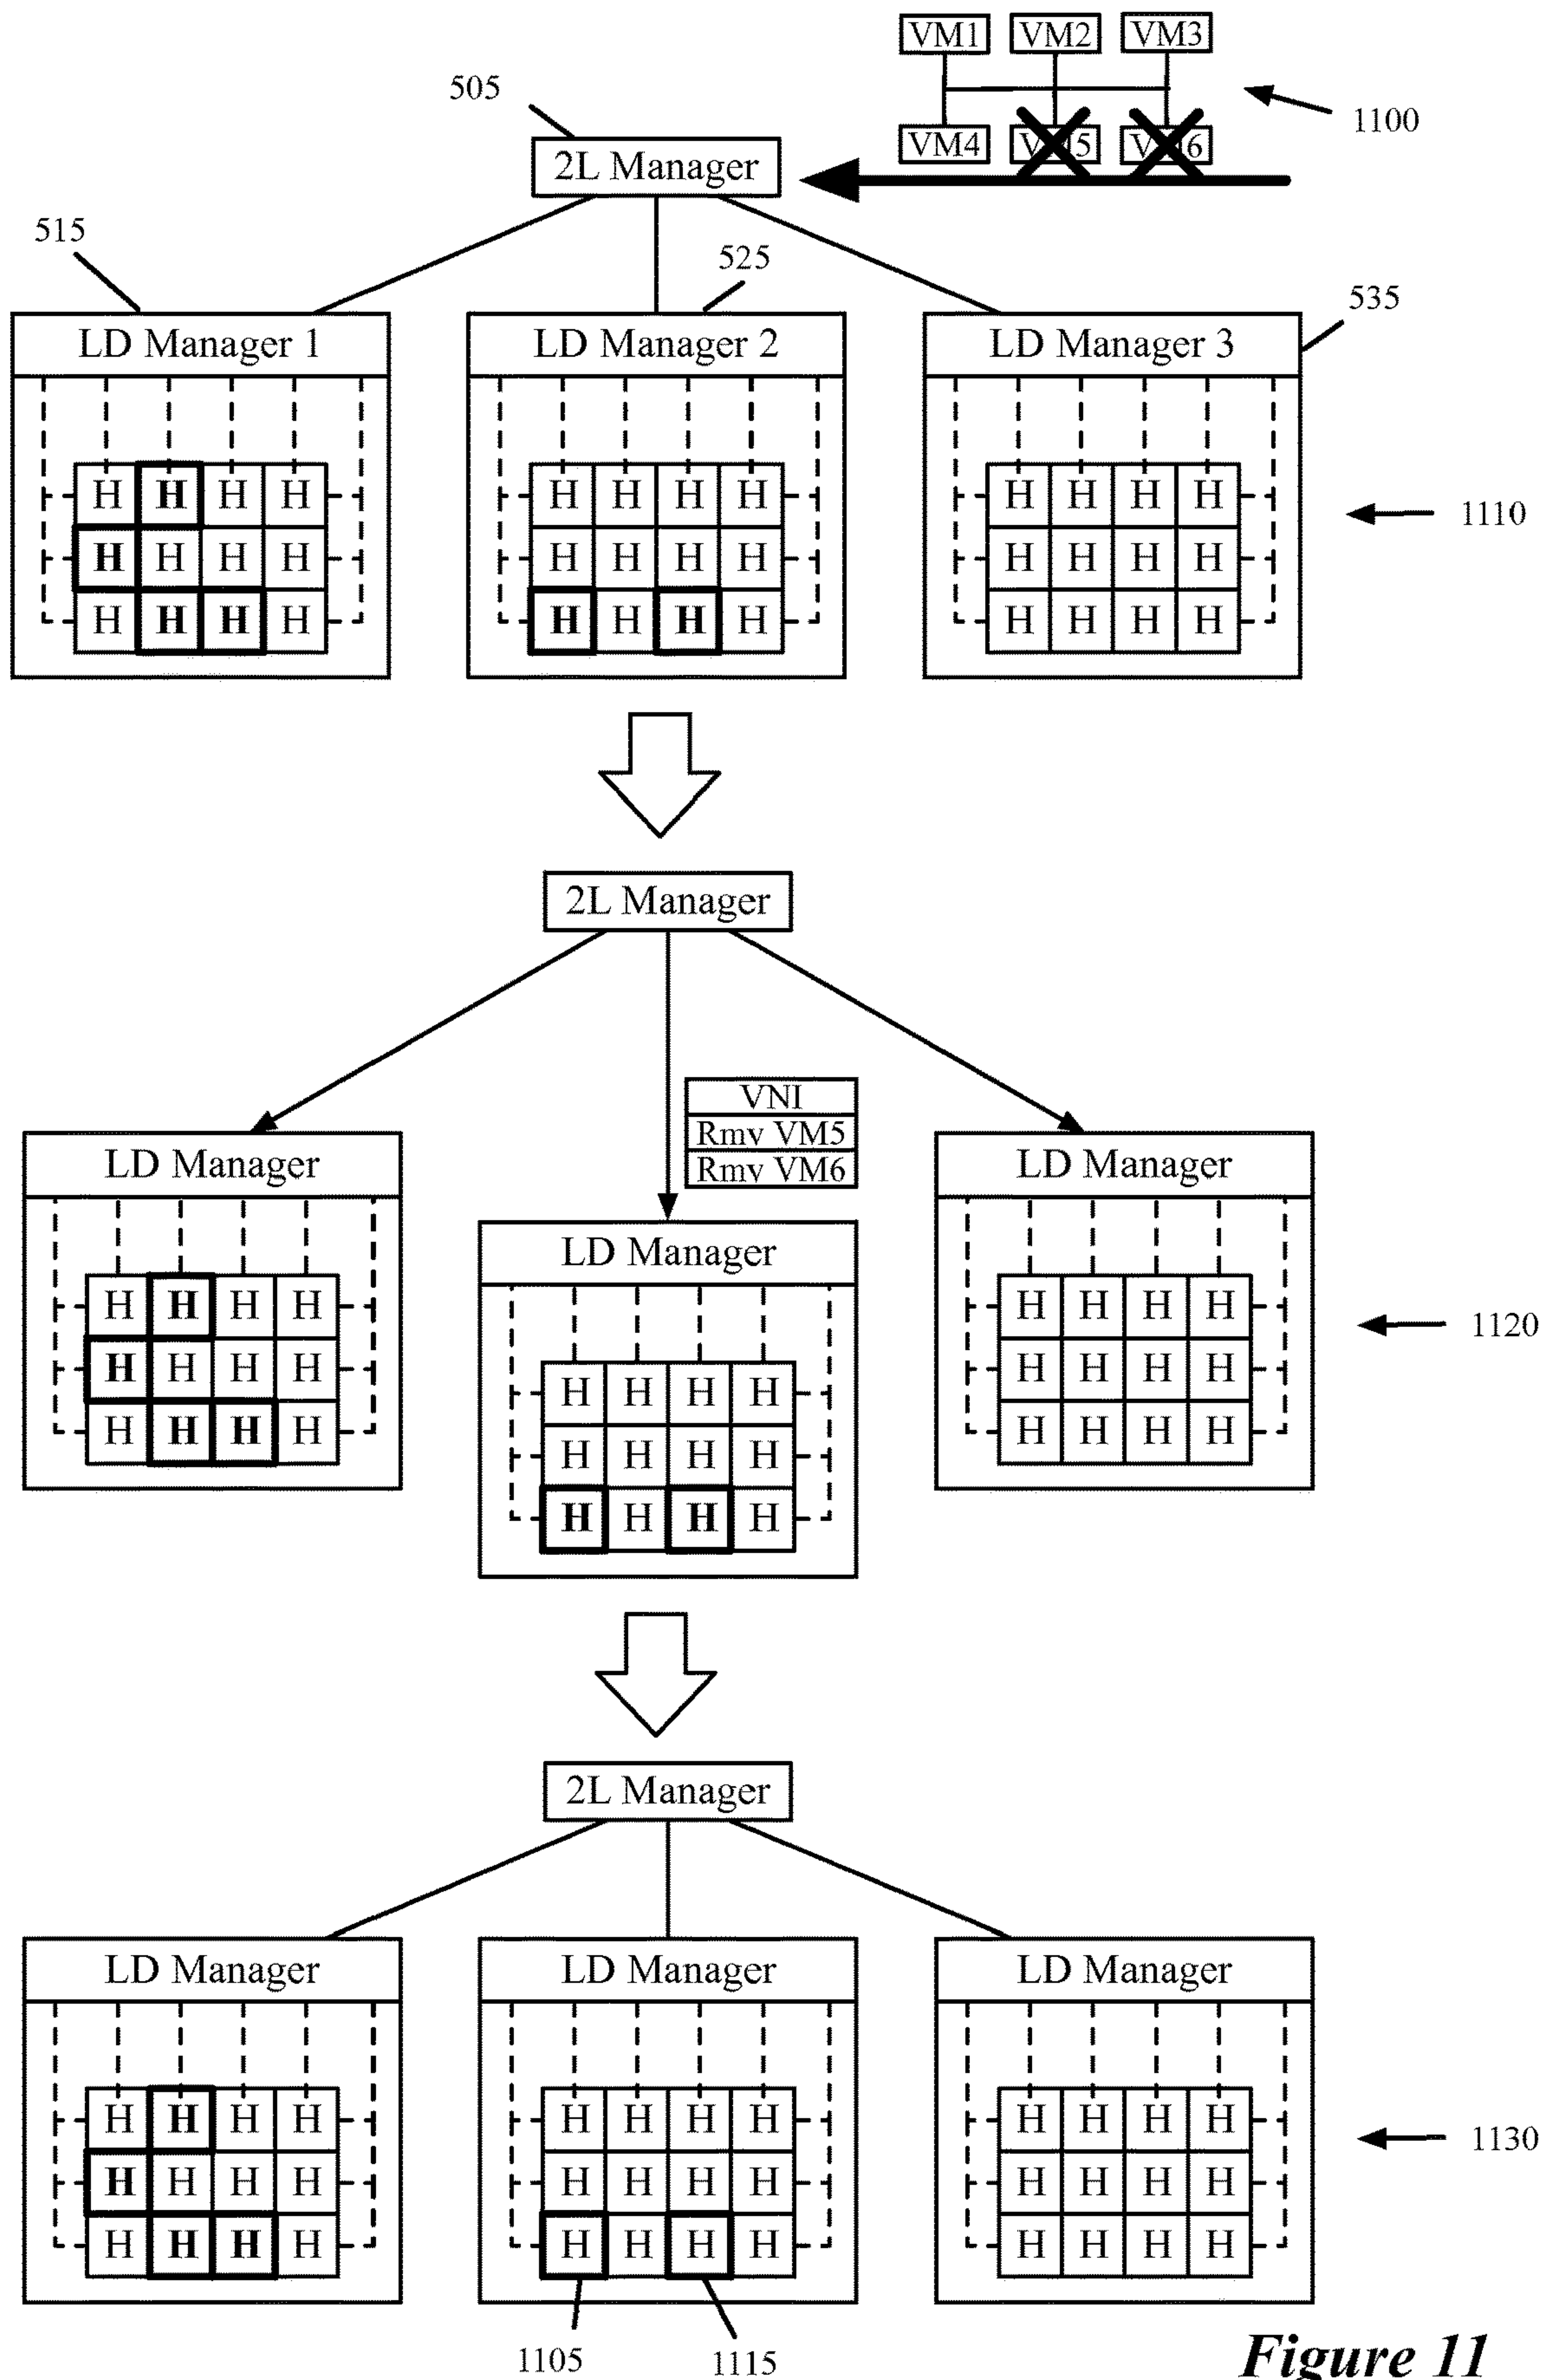 VM1 VM2 VM3
505
1100
VM4
2L Manager
515
525
535
LD Manager 1 LD Manager 2 LD Manager 3
H H H H H H H H H H H H
1110
H H H H H H H H H H H H
H H H H H H H H H H H H
2L Manager
VNI
Rmv VM5
Rmv VM6
LD Manager LD Manager
LD Manager
H H H H H H H H
1120
H H H H H H H H
H H H H H H H H
H H H H
H H H H
H H H H
2L Manager
LD Manager LD Manager LD Manager
H H H H H H H H H H H H
1130
H H H H H H H H H H H H
H H H H H H H H H H H H
1105 1115
Figure 11